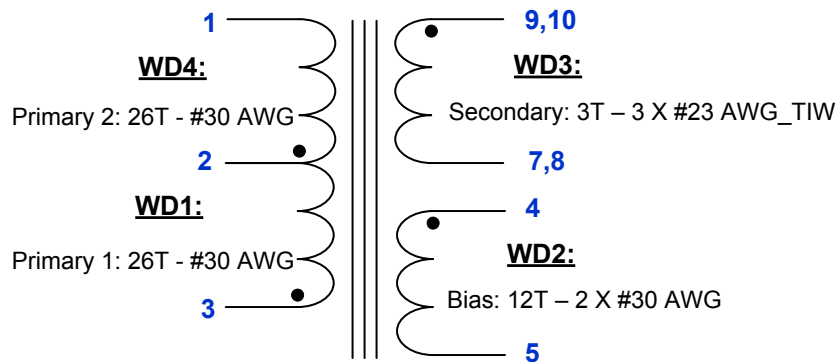 1
WD4:
Primary 2: 26T - #30 AWG
2
WD1:
Primary 1: 26T - #30 AWG
3
9,10
WD3:
Secondary: 3T – 3 X #23 AWG_TIW
7,8
4
WD2:
Bias: 12T – 2 X #30 AWG
5